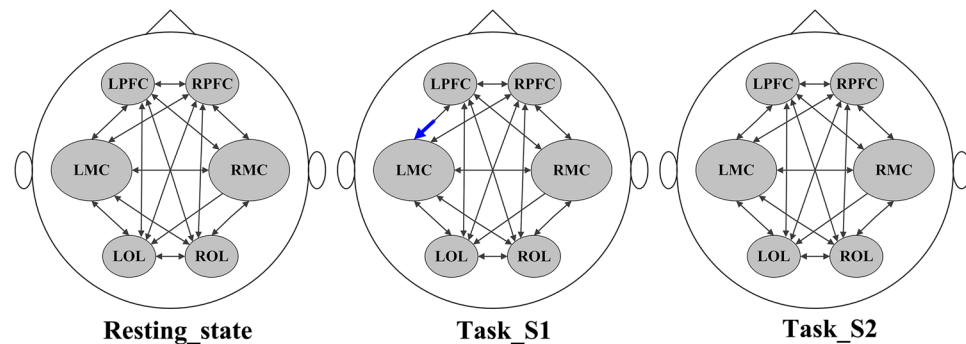 LPFC RPFC
LMC RMC
LOL ROL
Resting_state
LPFC RPFC
LMC RMC
LOL ROL
Task_S1
LPFC RPFC
LMC RMC
LOL ROL
Task_S2